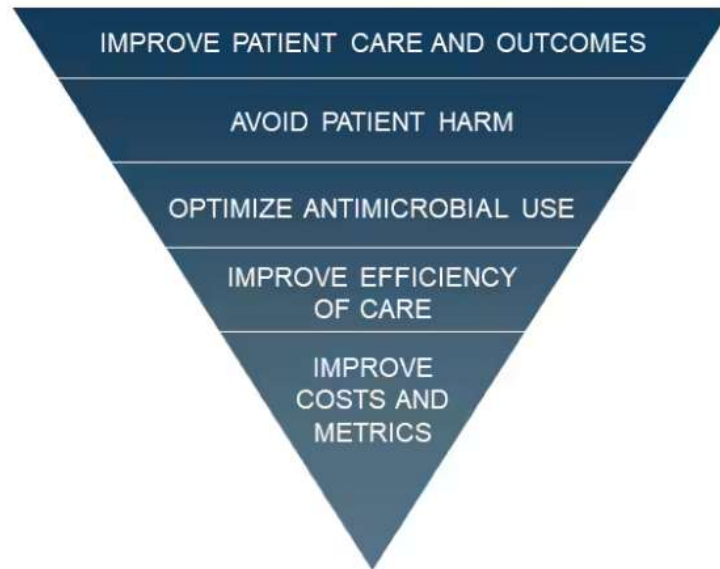 IMPROVE PATIENT CARE AND OUTCOMES
AVOID PATIENT HARM
OPTIMIZE ANTIMICROBIAL USE
IMPROVE EFFICIENCY
OF CARE
IMPROVE
COSTS AND
METRICS